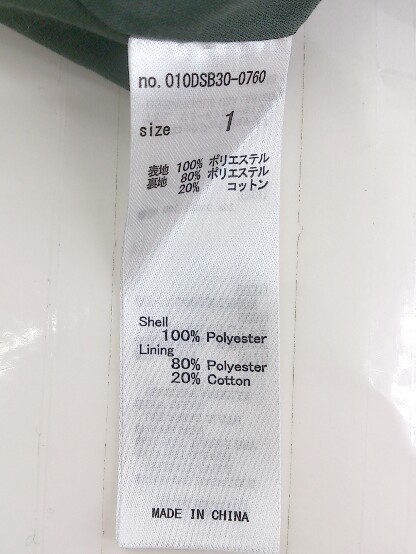 no. 010DSB30-0760
size 1
表地 100% ポリエステル
裏地 80% ポリエステル
20% コットン
Shell
100% Polyester
Lining
80% Polyester
20% Cotton
MADE IN CHINA